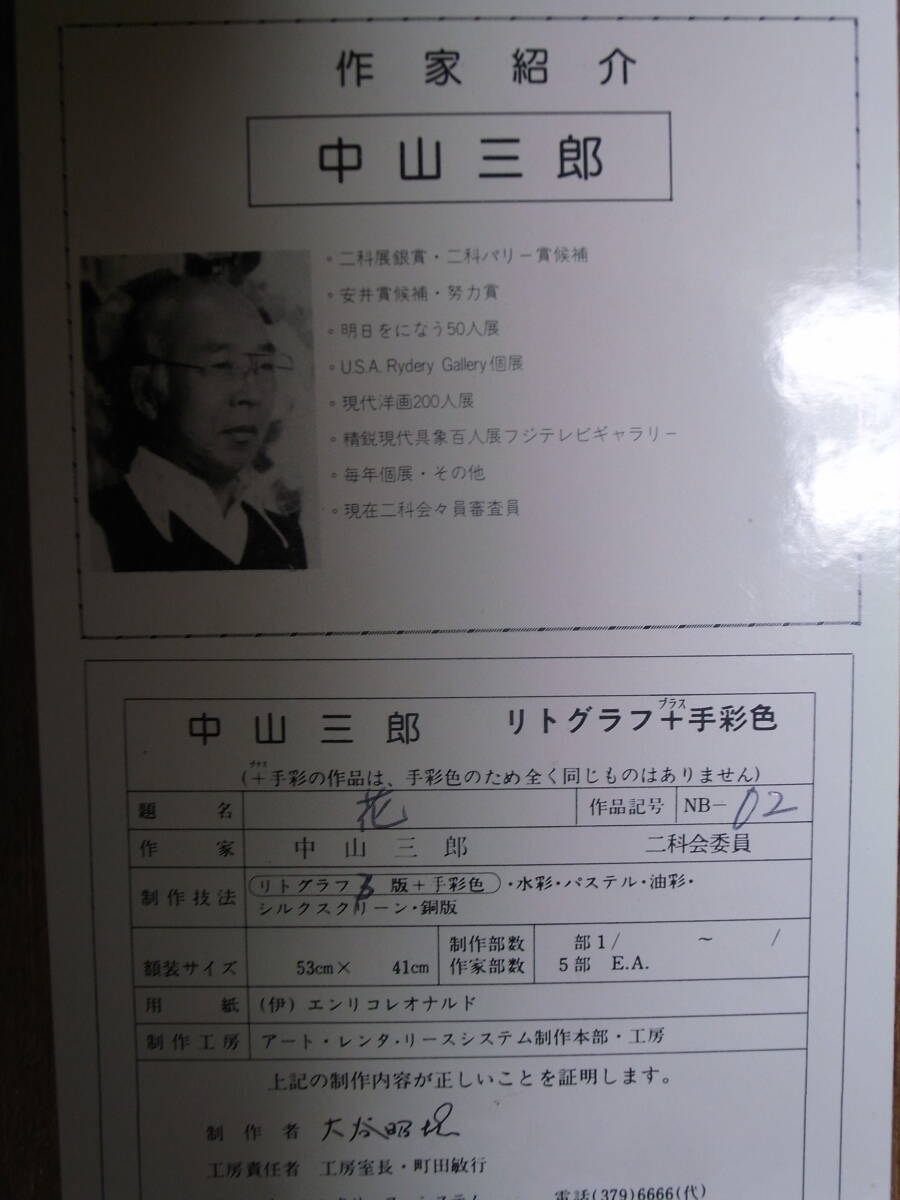 作家紹介
中山三郎
。二科展銀賞・二科パリー賞候補
。安井賞候補・努力賞
。明日をになう50人展
。U.S.A. Rydery Gallery個展
。現代洋画200人展
。精鋭現代具象百人展フジテレビギャラリー
。毎年個展・その他
。現在二科会々員審査員
中山三郎 リトグラフ+手彩色
プラス
(+手彩の作品は、手彩色のため全く同じものはありません)
プラス
題名 花 作品記号 NB-02
作家 中山三郎 二科会委員
制作技法 リトグラフ 版+手彩色・水彩・パステル・油彩・
シルクスクリーン・銅版
額装サイズ 53cm× 41cm 制作部数 部1/ ~ /
作家部数 5部 E.A.
用紙 (伊)エンリコレオナルド
制作工房 アート・レンタ・リースシステム制作本部・工房
上記の制作内容が正しいことを証明します。
制作者 大谷昭
工房責任者 工房室長・町田敏行
電話(379)6666(代)